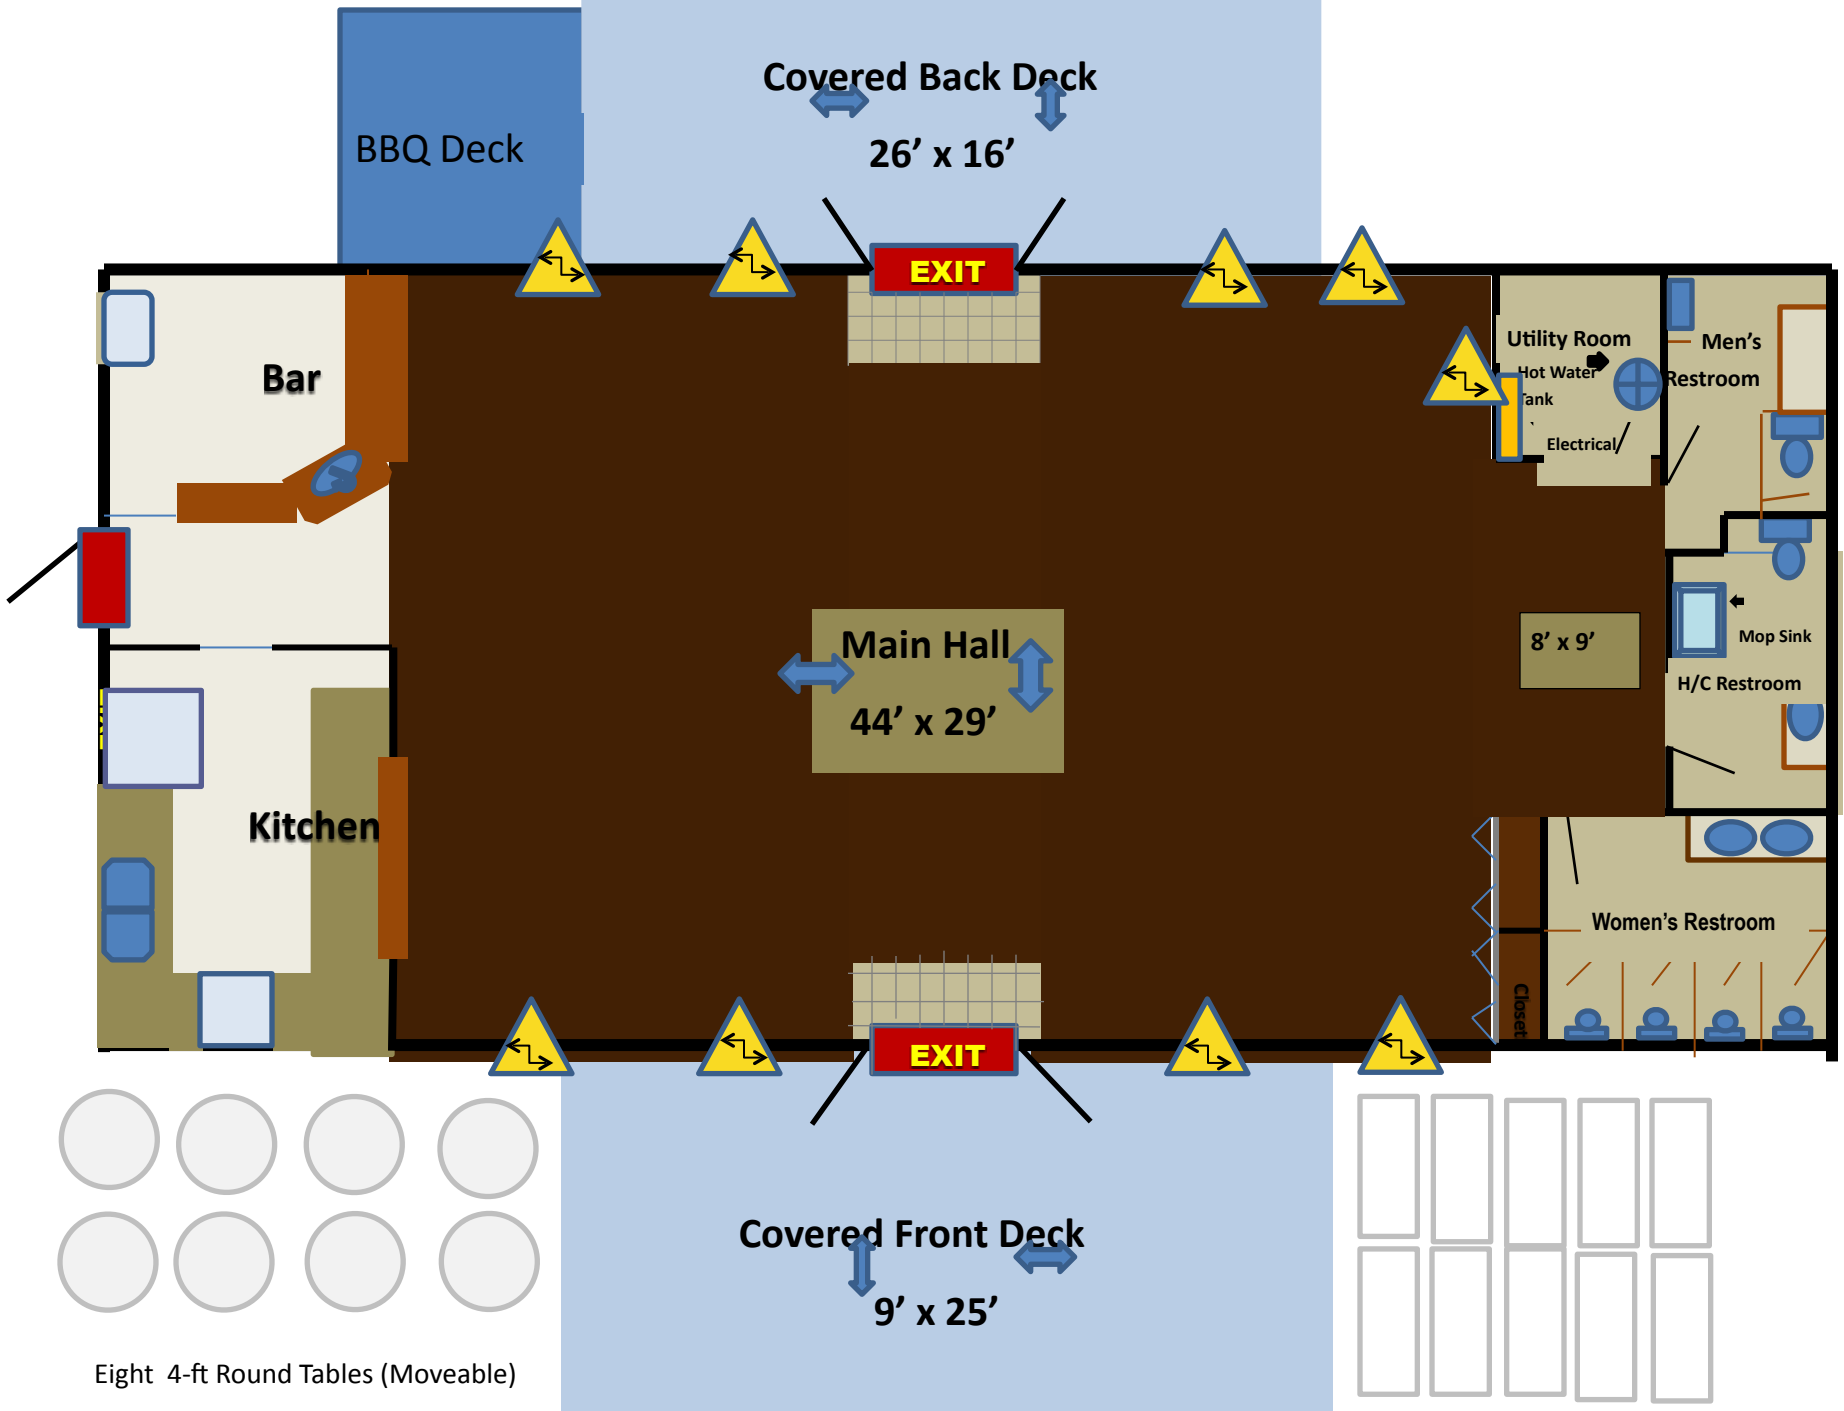 Covered Back Deck
26’ x 16’
BBQ Deck
EXIT
Bar
Utility Room
Hot Water
Tank
Electrical
Men’s
Restroom
Main Hall
44’ x 29’
8’ x 9’
Mop Sink
H/C Restroom
Kitchen
Women’s Restroom
Closet
EXIT
Covered Front Deck
9’ x 25’
Eight 4-ft Round Tables (Moveable)